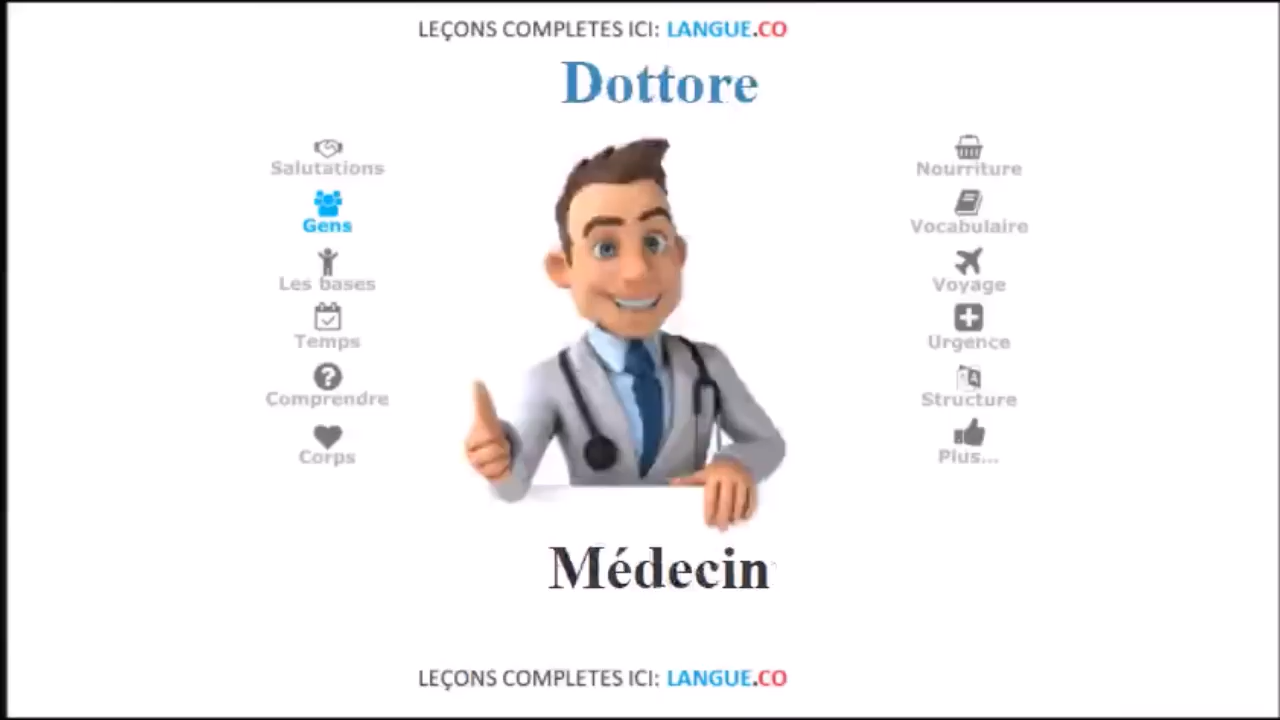 LEÇONS COMPLETES ICI: LANGUE.CO
Dottore
Salutations
Gens
Les bases
Temps
Comprendre
Corps
Nourriture
Vocabulaire
Voyage
Urgence
Structure
Plus...
Médecin
LEÇONS COMPLETES ICI: LANGUE.CO